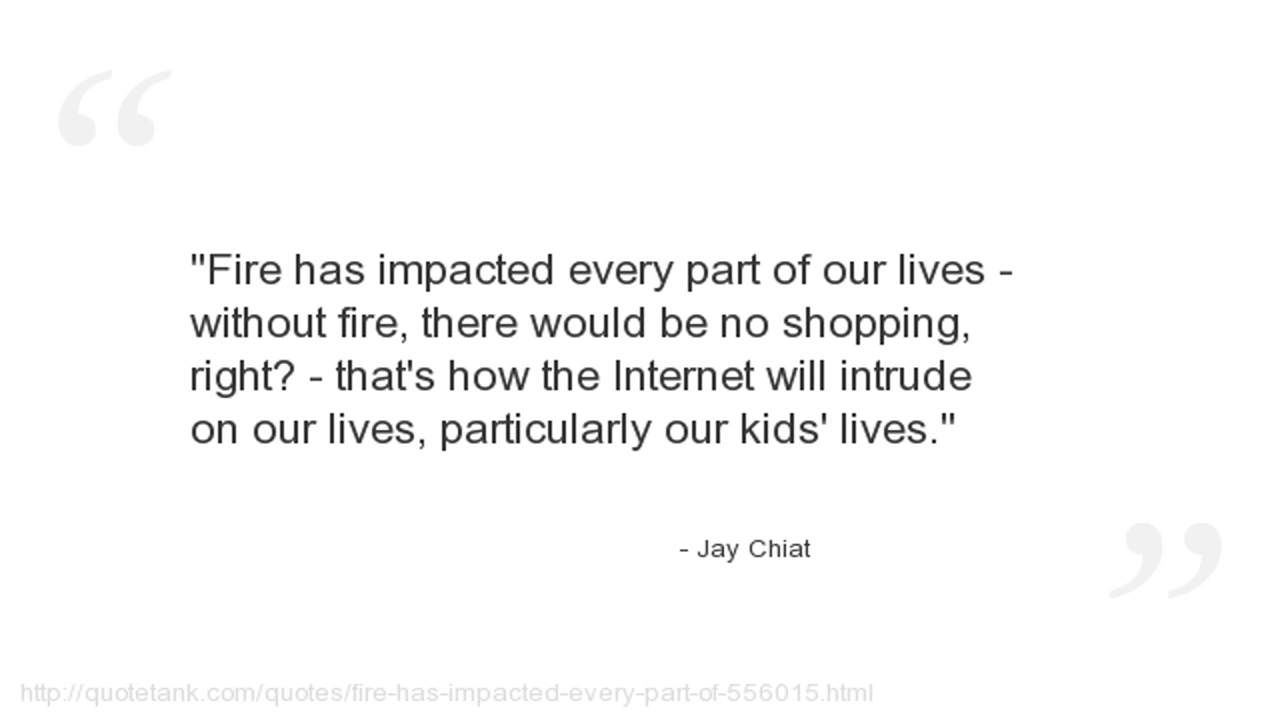 "Fire has impacted every part of our lives -
without fire, there would be no shopping,
right? - that's how the Internet will intrude
on our lives, particularly our kids' lives."
- Jay Chiat
http://quotetank.com/quotes/fire-has-impacted-every-part-of-556015.html